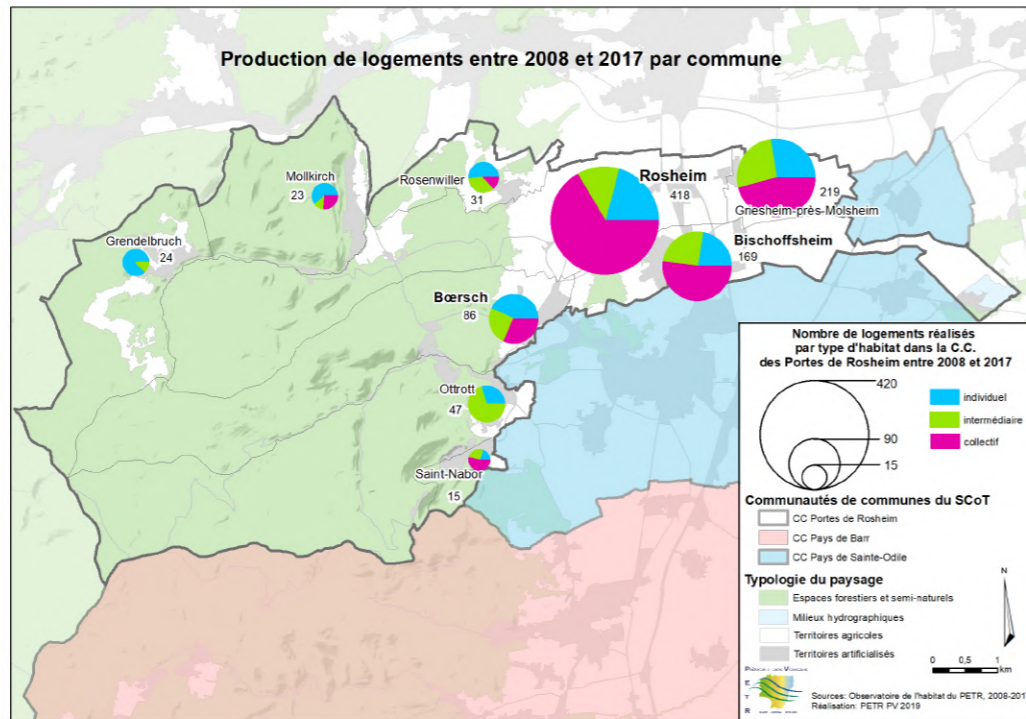 Production de logements entre 2008 et 2017 par commune
Mollkirch
23
Rosenwiller
31
Rosheim
418
219
Griesheim-près-Molsheim
Grendelbruch
24
Bischoffsheim
169
Bœrsch
86
Ottrott
47
Saint-Nabor
15
Nombre de logements réalisés
par type d'habitat dans la C.C.
des Portes de Rosheim entre 2008 et 2017
420
90
15
individuel
intermédiaire
collectif
Communautés de communes du SCoT
CC Portes de Rosheim
CC Pays de Barr
CC Pays de Sainte-Odile
Typologie du paysage
Espaces forestiers et semi-naturels
Milieux hydrographiques
Territoires agricoles
Territoires artificialisés
N
0 0,5 1
km
P E T R
Sources: Observatoire de l'habitat du PETR, 2008-201
Réalisation: PETR PV 2019